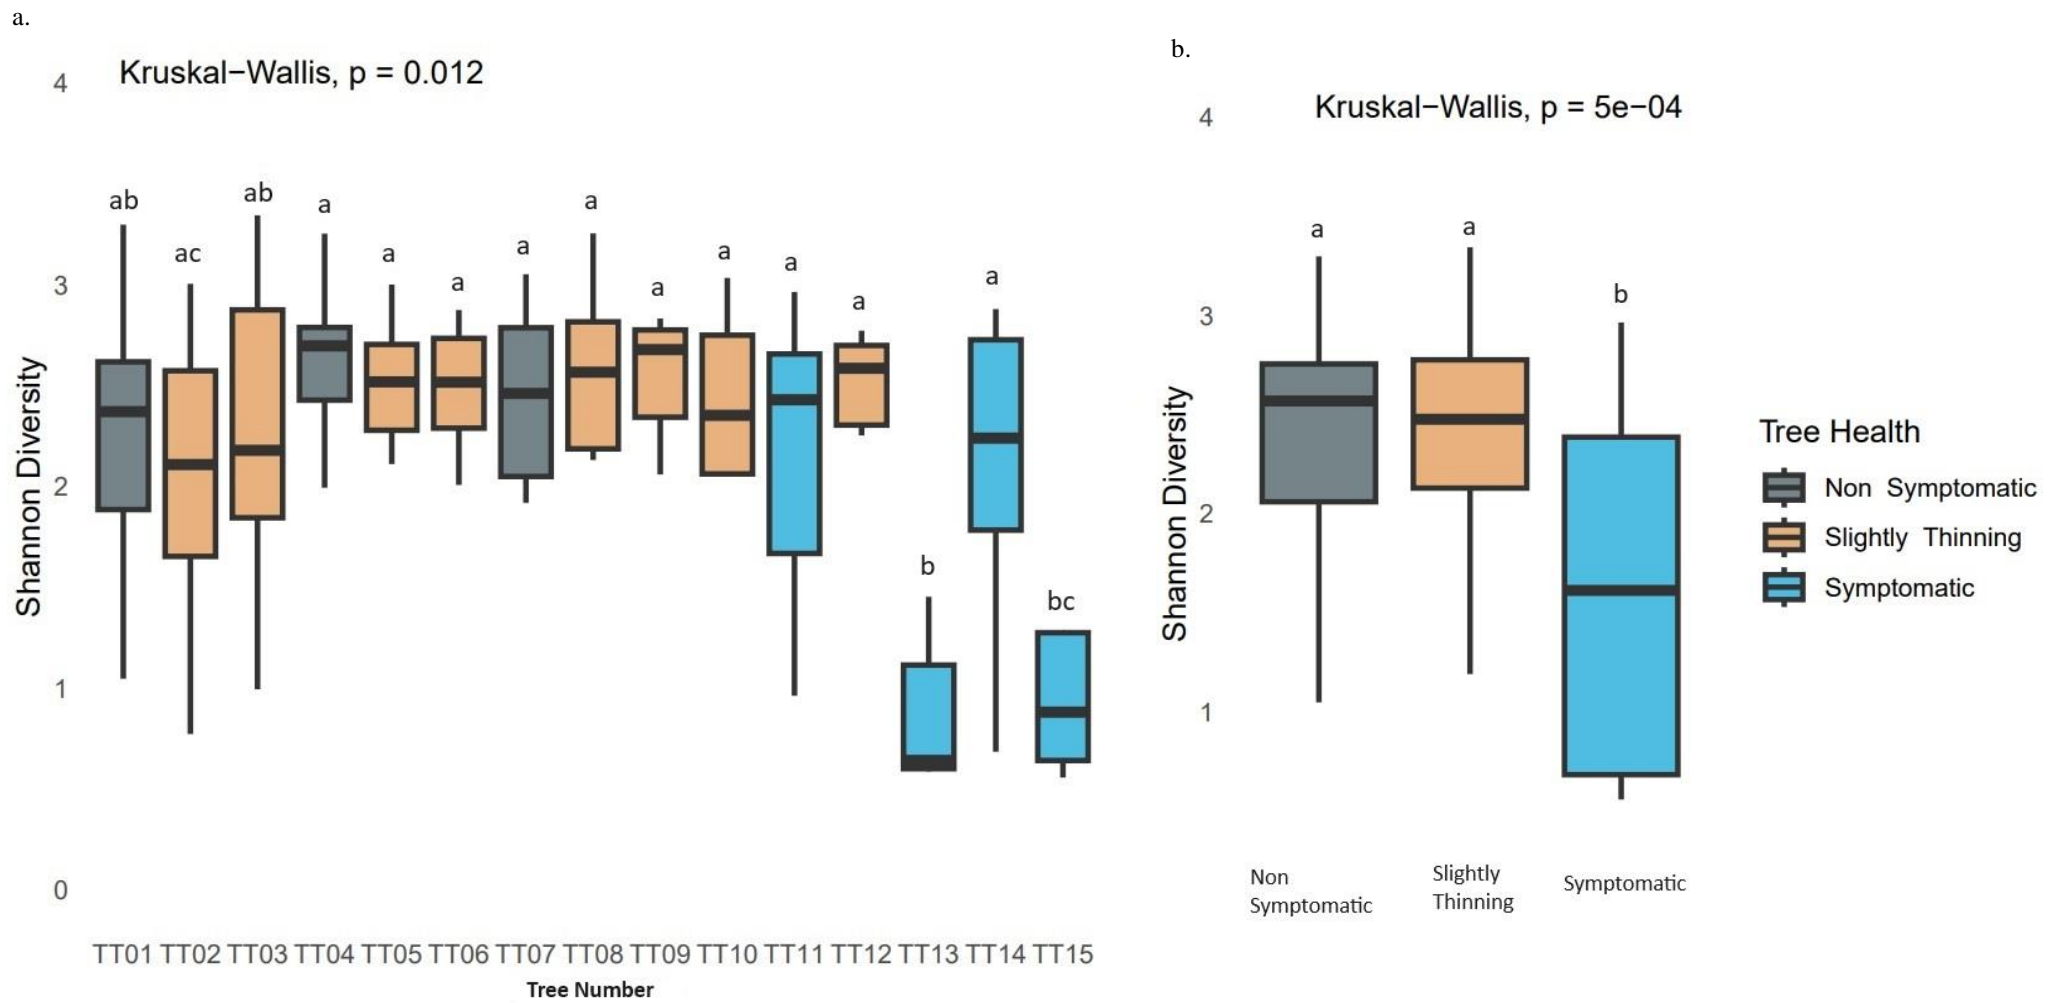 a.
Kruskal−Wallis, p = 0.012
4
3
2
1
0
Shannon Diversity
ab
ac
ab
a
a
a
a
a
a
a
a
a
b
a
bc
TT01 TT02 TT03 TT04 TT05 TT06 TT07 TT08 TT09 TT10 TT11 TT12 TT13 TT14 TT15
Tree Number
b.
Kruskal−Wallis, p = 5e−04
4
3
2
1
Shannon Diversity
a
a
b
Non
Symptomatic
Slightly
Thinning
Symptomatic
Tree Health
Non Symptomatic
Slightly Thinning
Symptomatic